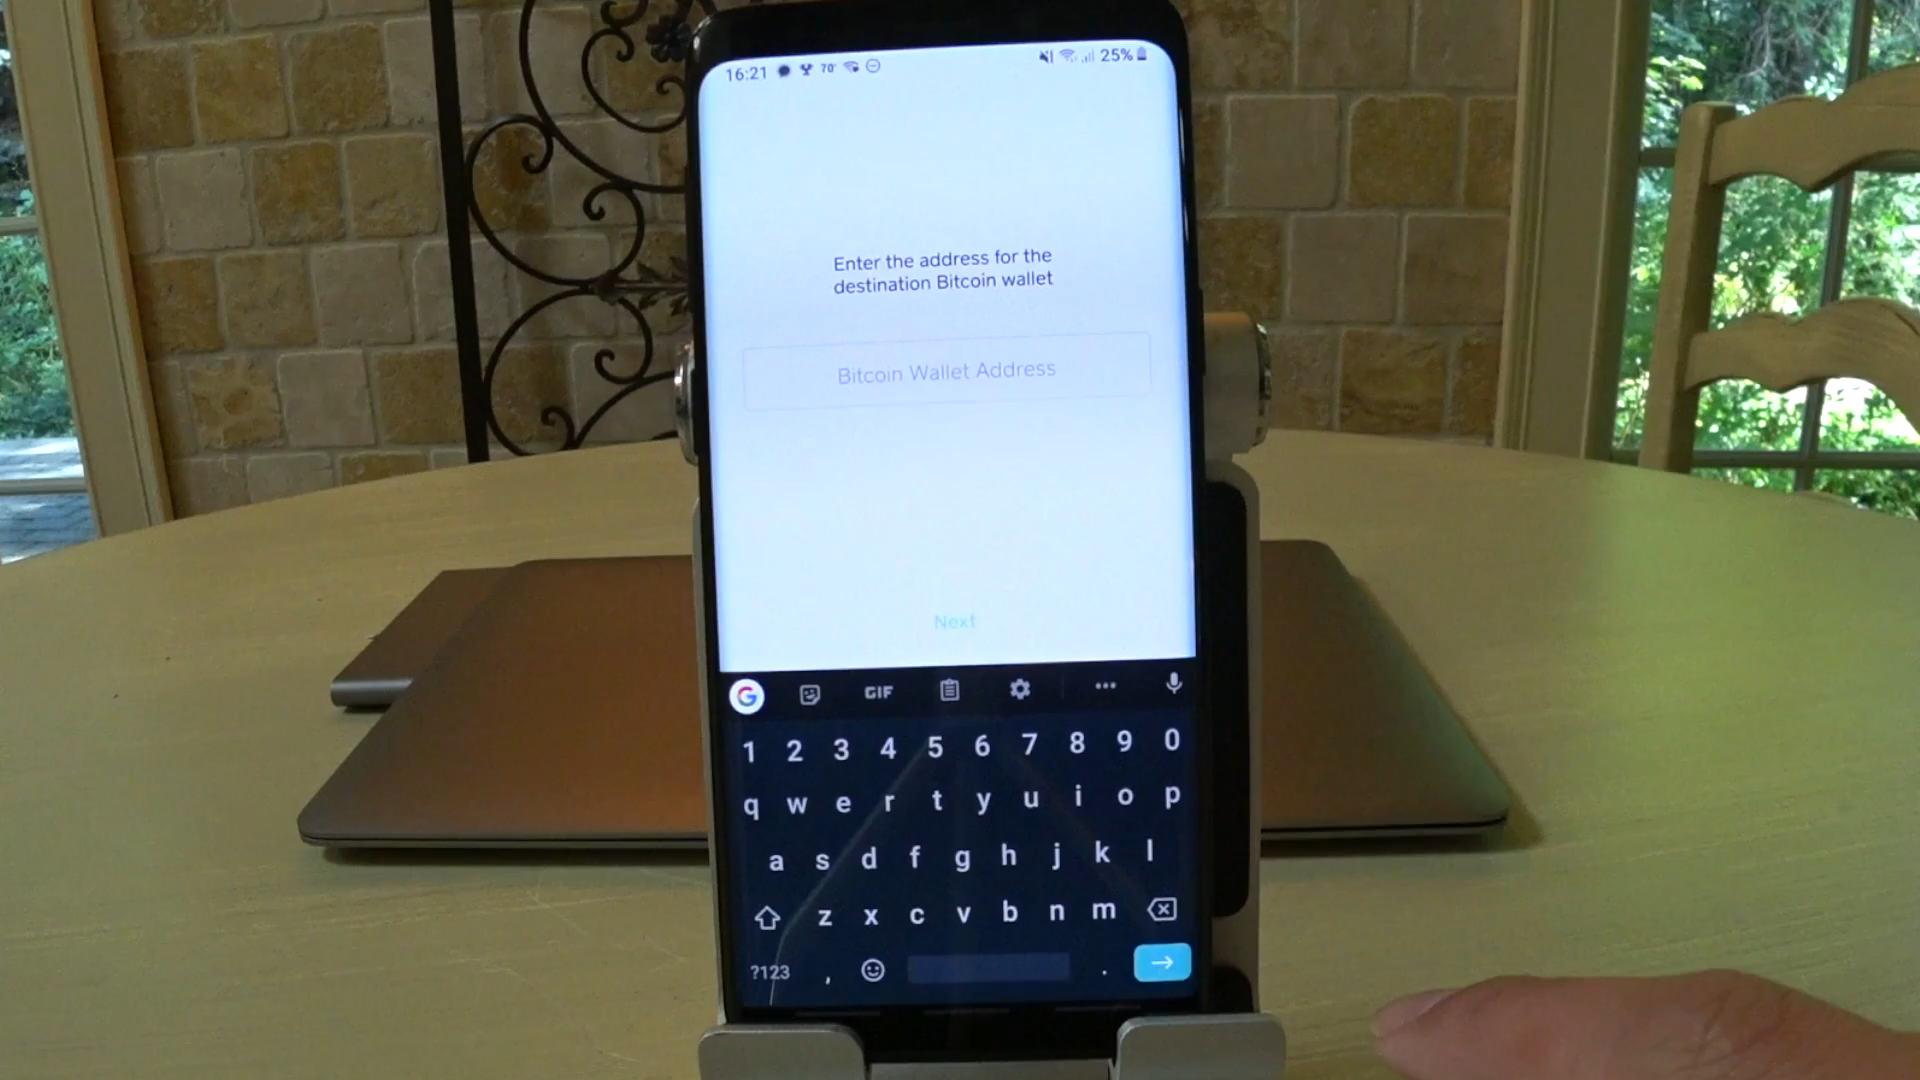 16:21 70° 25%
Enter the address for the
destination Bitcoin wallet
Bitcoin Wallet Address
Next
G GIF
1 2 3 4 5 6 7 8 9 0
q w e r t y u i o p
a s d f g h j k l
z x c v b n m
?123 , .